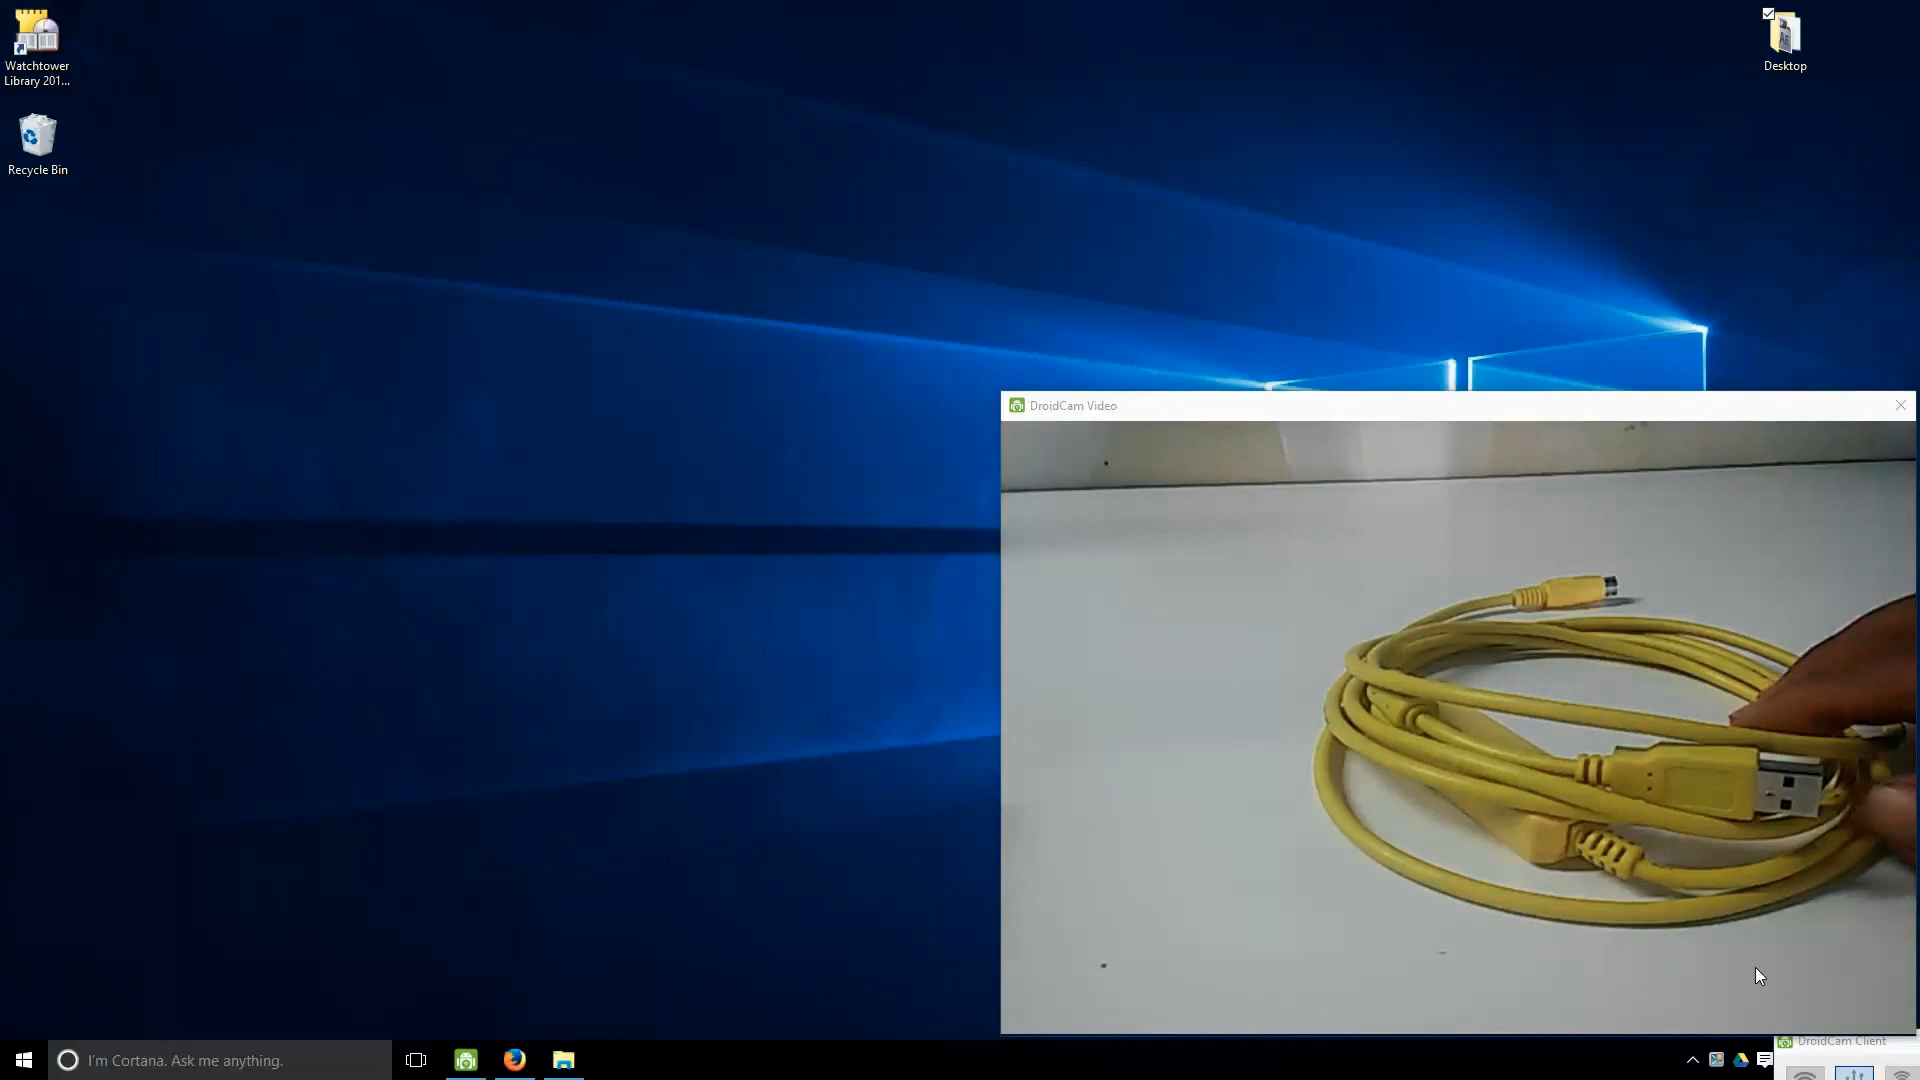 Watchtower
Library 201...
Recycle Bin
Desktop
DroidCam Video
I'm Cortana. Ask me anything.
DroidCam Client